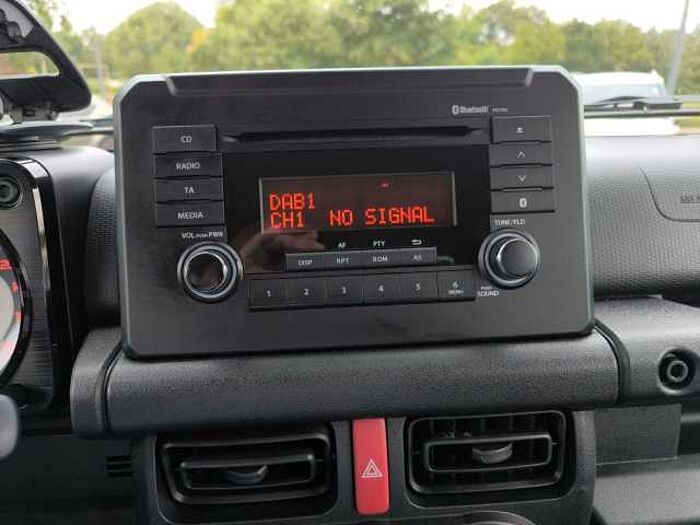 Bluetooth
CD
RADIO
TA
MEDIA
VOL PUSH PWR
DAB1
CH1 NO SIGNAL
AF PTY
DISP RPT RDM AS
1 2 3 4 5 6
MENU
TUNE/FLD
PUSH
SOUND